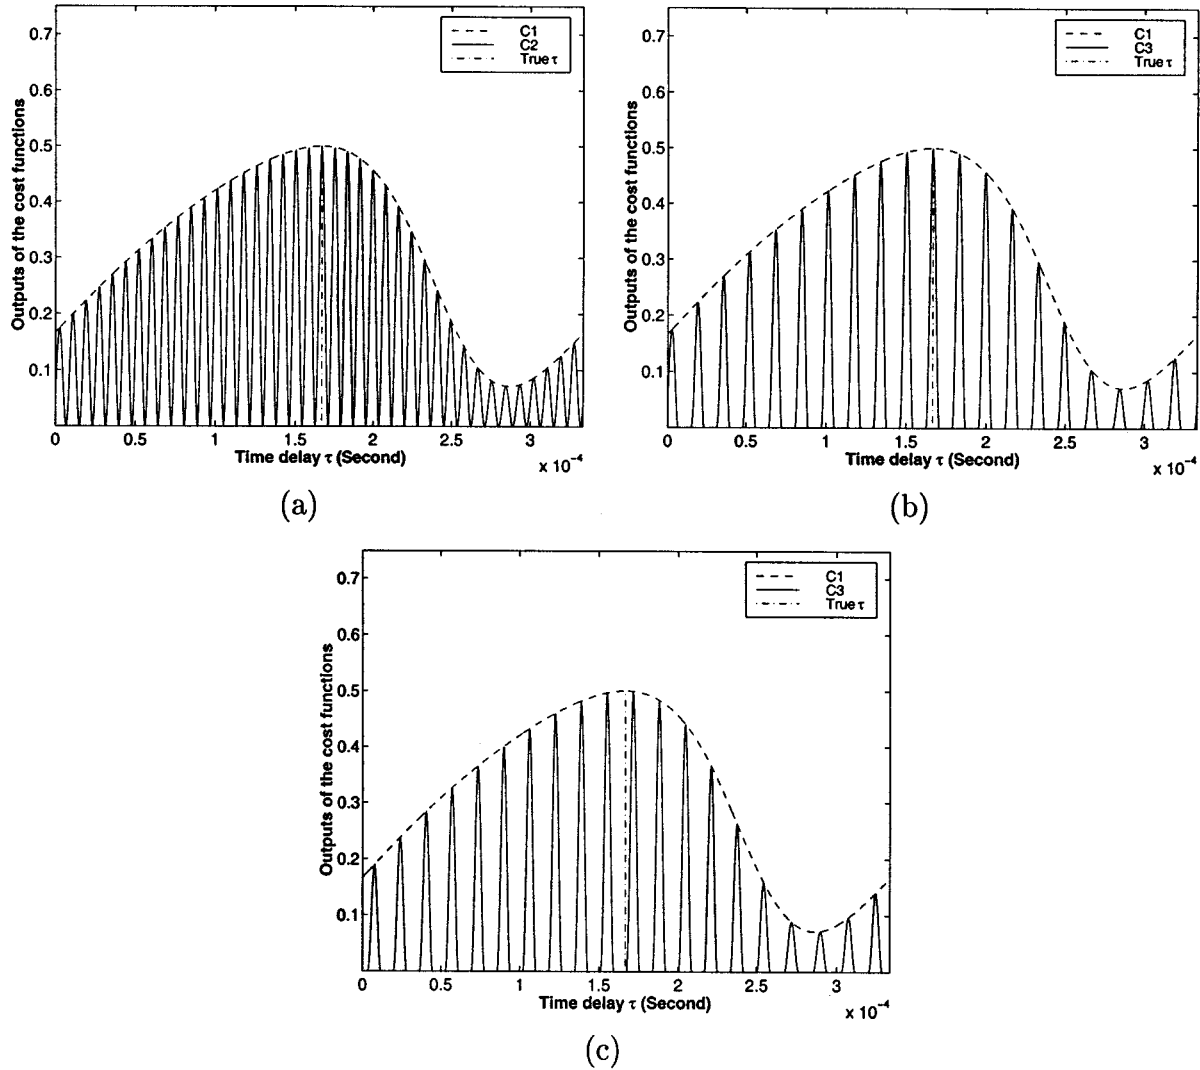 0.7
0.6
0.5
0.4
0.3
0.2
0.1
Outputs of the cost functions
C1
C2
True τ
0 0.5 1 1.5 2 2.5 3
Time delay τ (Second)
x 10⁻⁴
(a)
0.7
0.6
0.5
0.4
0.3
0.2
0.1
Outputs of the cost functions
C1
C3
True τ
0 0.5 1 1.5 2 2.5 3
Time delay τ (Second)
x 10⁻⁴
(b)
0.7
0.6
0.5
0.4
0.3
0.2
0.1
Outputs of the cost functions
C1
C3
True τ
0 0.5 1 1.5 2 2.5 3
Time delay τ (Second)
x 10⁻⁴
(c)